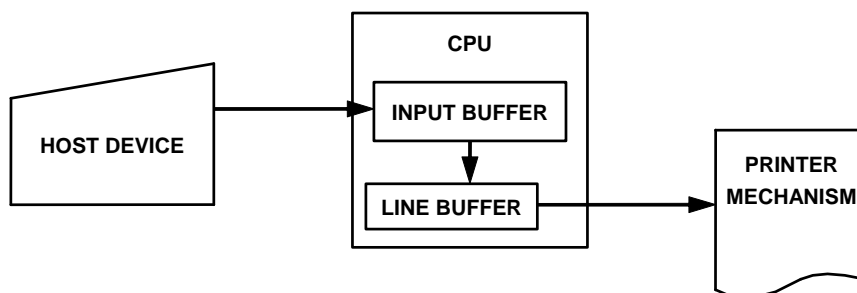 CPU
INPUT BUFFER
HOST DEVICE
LINE BUFFER
PRINTER
MECHANISM